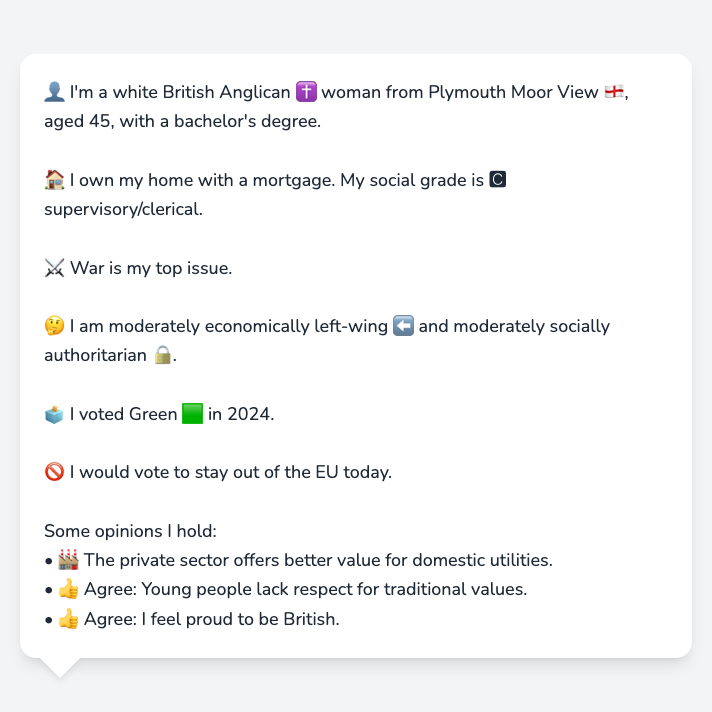 👤 I'm a white British Anglican ✝️ woman from Plymouth Moor View 🏴󠁧󠁢󠁥󠁮󠁧󠁿,
aged 45, with a bachelor's degree.
🏠 I own my home with a mortgage. My social grade is 🅲
supervisory/clerical.
⚔️ War is my top issue.
🤔 I am moderately economically left-wing ⬅️ and moderately socially
authoritarian 🔒.
🗳️ I voted Green 🟩 in 2024.
🚫 I would vote to stay out of the EU today.
Some opinions I hold:
• 🏭 The private sector offers better value for domestic utilities.
• 👍 Agree: Young people lack respect for traditional values.
• 👍 Agree: I feel proud to be British.